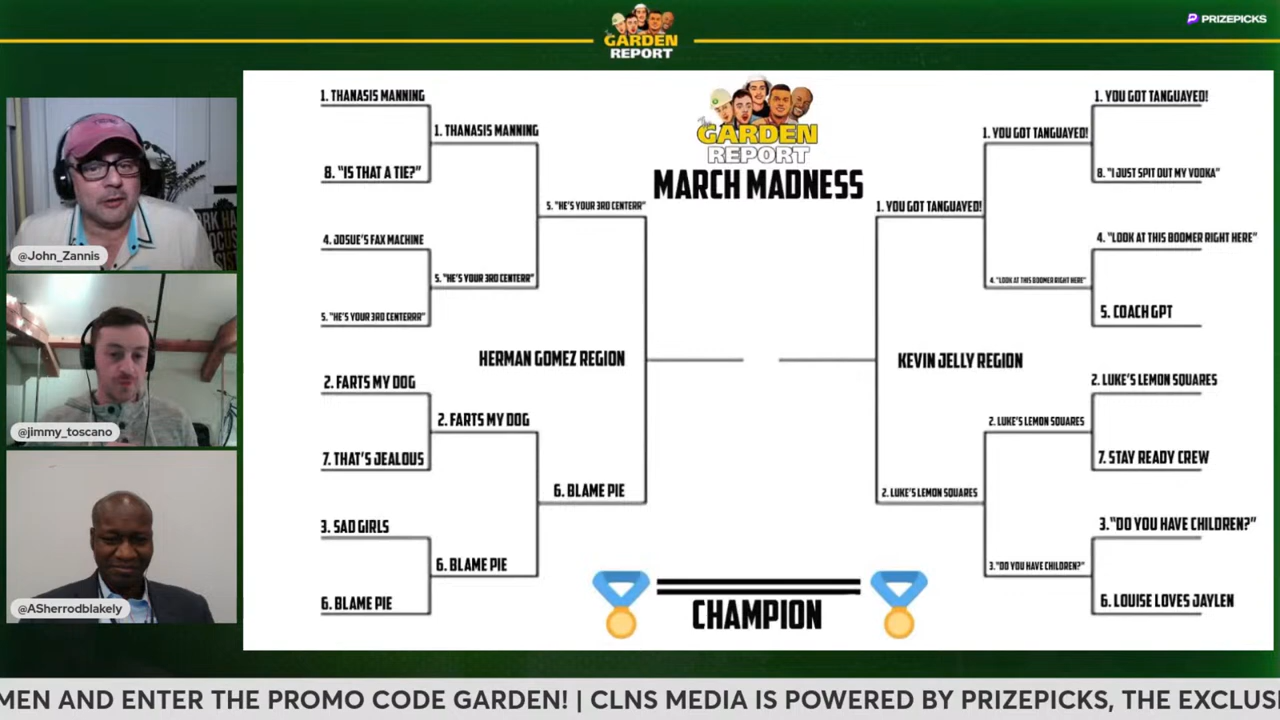 The
GARDEN
REPORT
PRIZEPICKS
@John_Zannis
@jimmy_toscano
@ASherrodblakely
The
GARDEN
REPORT
MARCH MADNESS
1. THANASIS MANNING
8. "IS THAT A TIE?"
4. JOSUE'S FAX MACHINE
5. "HE'S YOUR 3RD CENTERRR"
2. FARTS MY DOG
7. THAT'S JEALOUS
3. SAD GIRLS
6. BLAME PIE
1. THANASIS MANNING
5. "HE'S YOUR 3RD CENTERR"
2. FARTS MY DOG
6. BLAME PIE
5. "HE'S YOUR 3RD CENTERR"
6. BLAME PIE
HERMAN GOMEZ REGION
KEVIN JELLY REGION
1. YOU GOT TANGUAYED!
2. LUKE'S LEMON SQUARES
1. YOU GOT TANGUAYED!
4. "LOOK AT THIS BOOMER RIGHT HERE"
2. LUKE'S LEMON SQUARES
3. "DO YOU HAVE CHILDREN?"
1. YOU GOT TANGUAYED!
8. "I JUST SPIT OUT MY VODKA"
4. "LOOK AT THIS BOOMER RIGHT HERE"
5. COACH GPT
2. LUKE'S LEMON SQUARES
7. STAY READY CREW
3."DO YOU HAVE CHILDREN?"
6. LOUISE LOVES JAYLEN
CHAMPION
MEN AND ENTER THE PROMO CODE GARDEN! | CLNS MEDIA IS POWERED BY PRIZEPICKS, THE EXCLUS